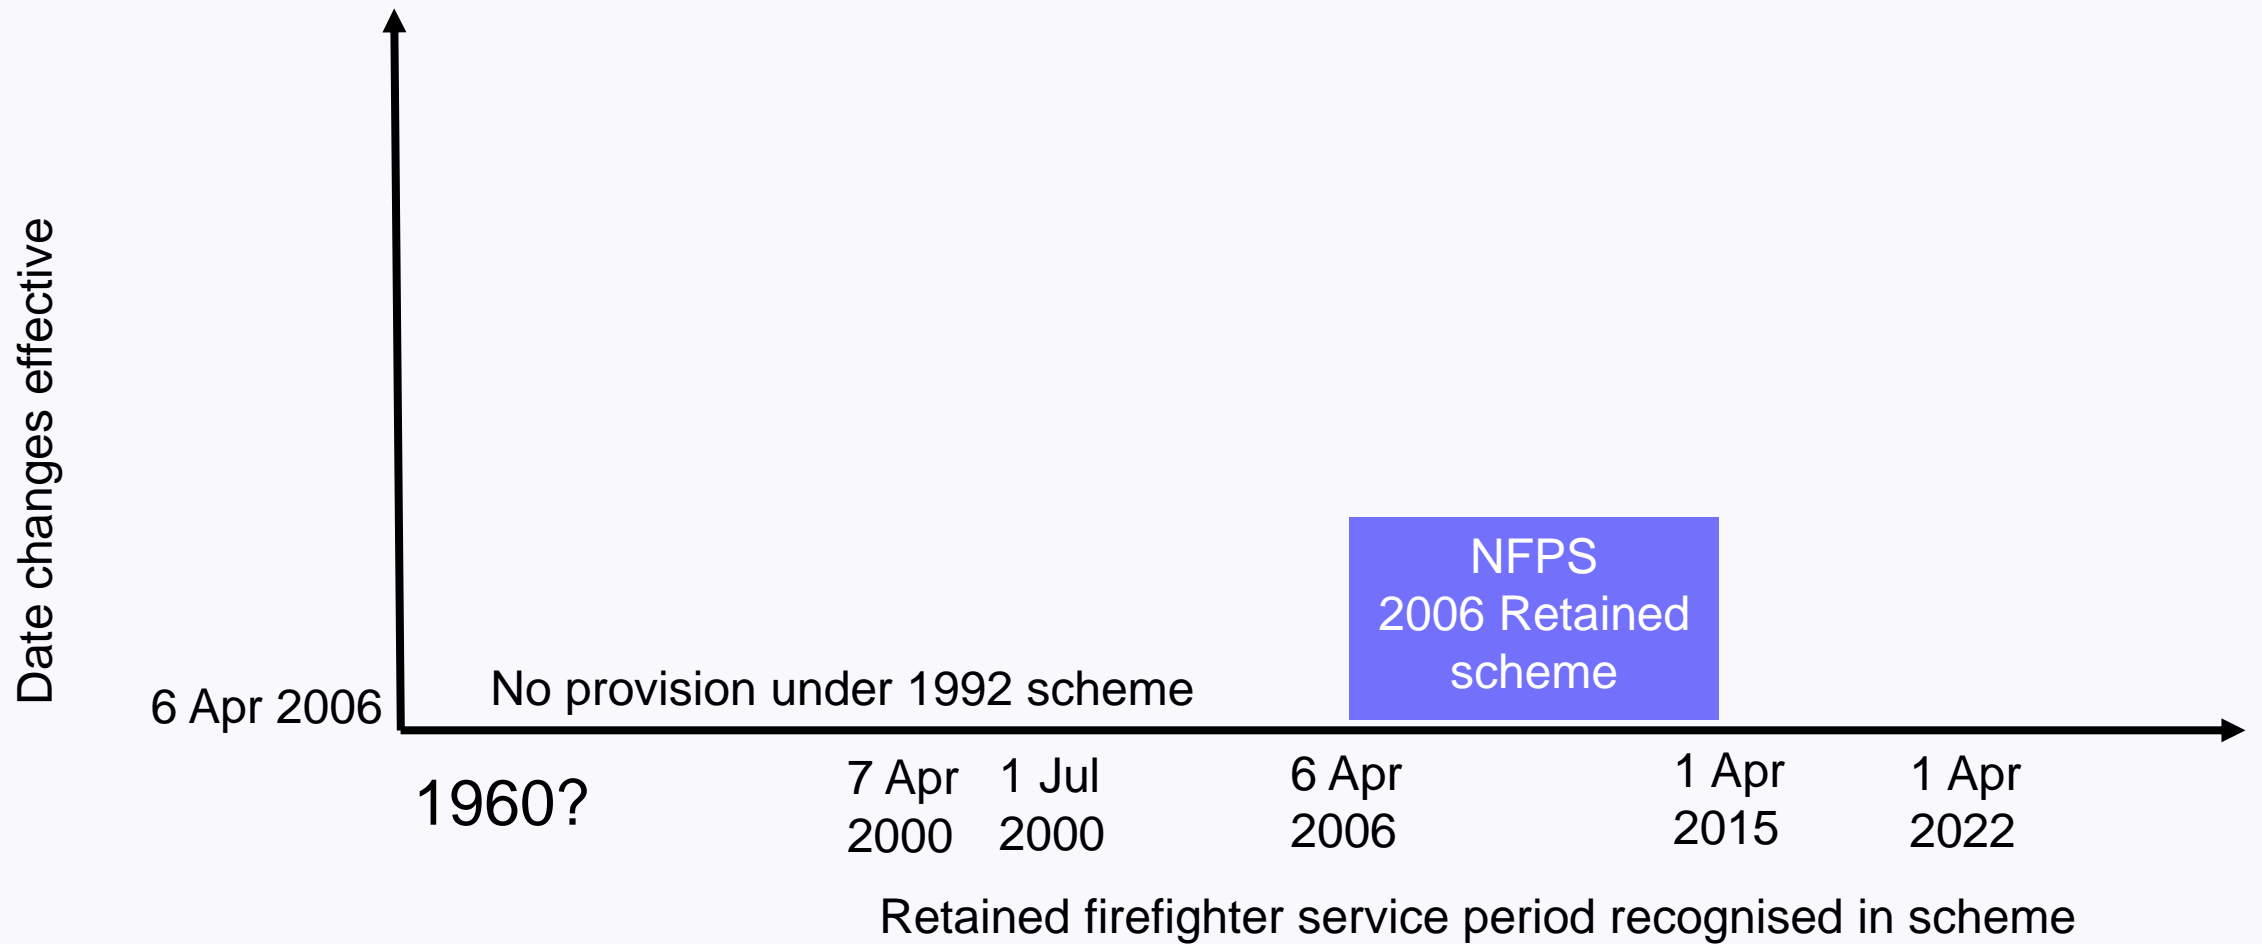 Date changes effective
NFPS
2006 Retained
scheme
No provision under 1992 scheme
6 Apr 2006
1960?
7 Apr
2000
1 Jul
2000
6 Apr
2006
1 Apr
2015
1 Apr
2022
Retained firefighter service period recognised in scheme